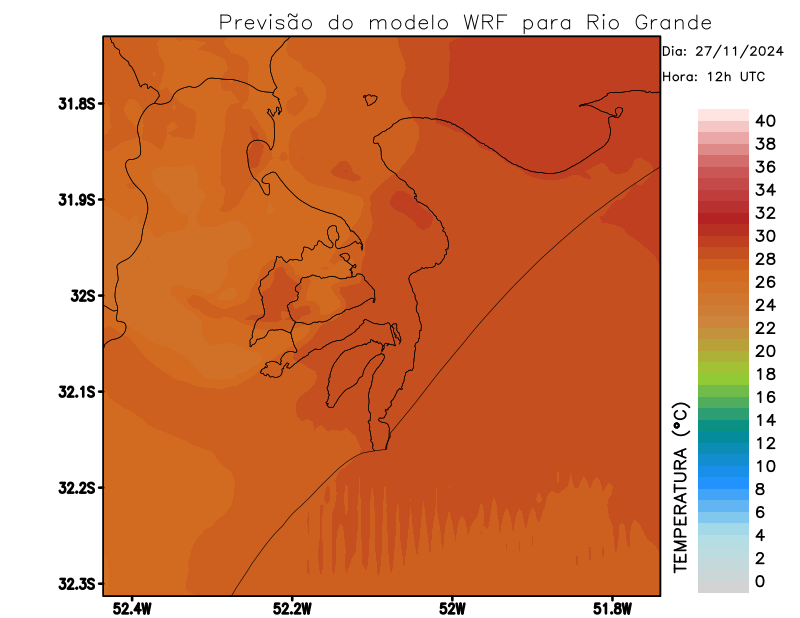 Previsão do modelo WRF para Rio Grande
Dia: 27/11/2024
Hora: 12h UTC
31.8S
31.9S
32S
32.1S
32.2S
32.3S
52.4W
52.2W
52W
51.8W
TEMPERATURA (°C)
40
38
36
34
32
30
28
26
24
22
20
18
16
14
12
10
8
6
4
2
0